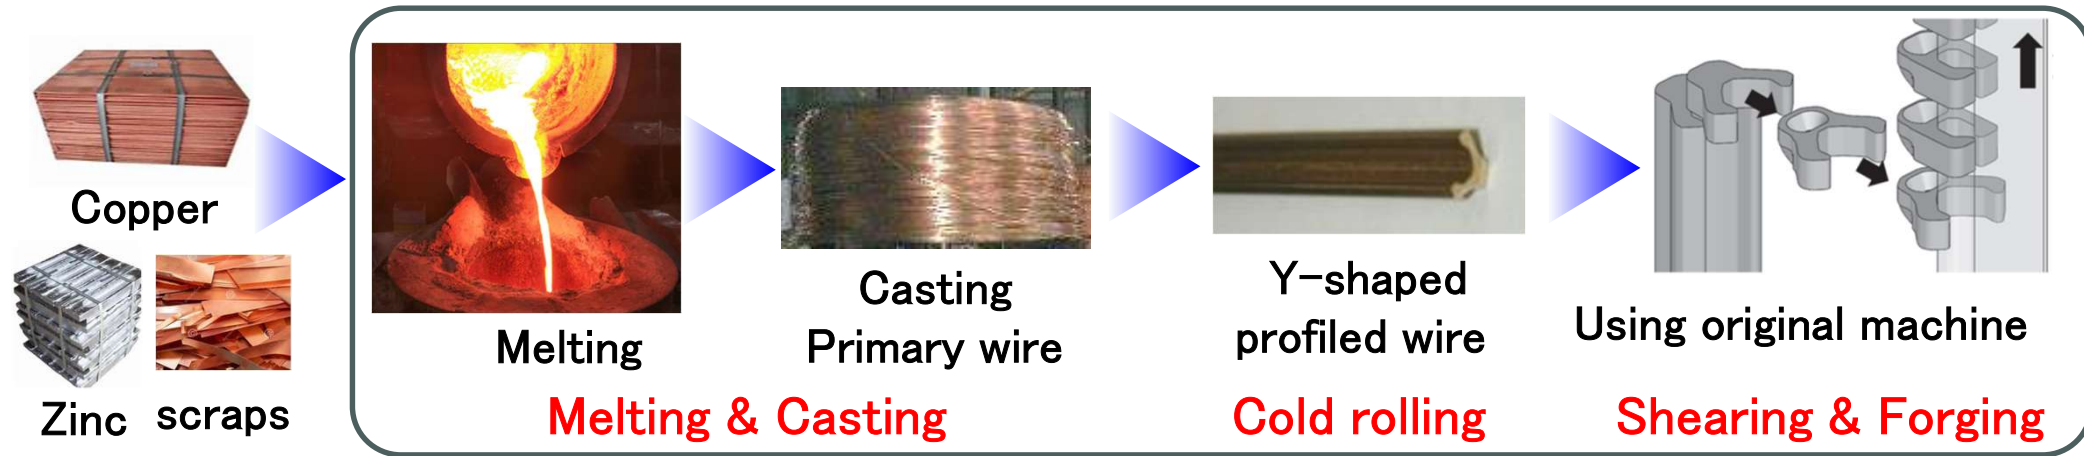 Copper
Zinc
scraps
Melting
Casting
Primary wire
Melting & Casting
Y-shaped
profiled wire
Cold rolling
Using original machine
Shearing & Forging